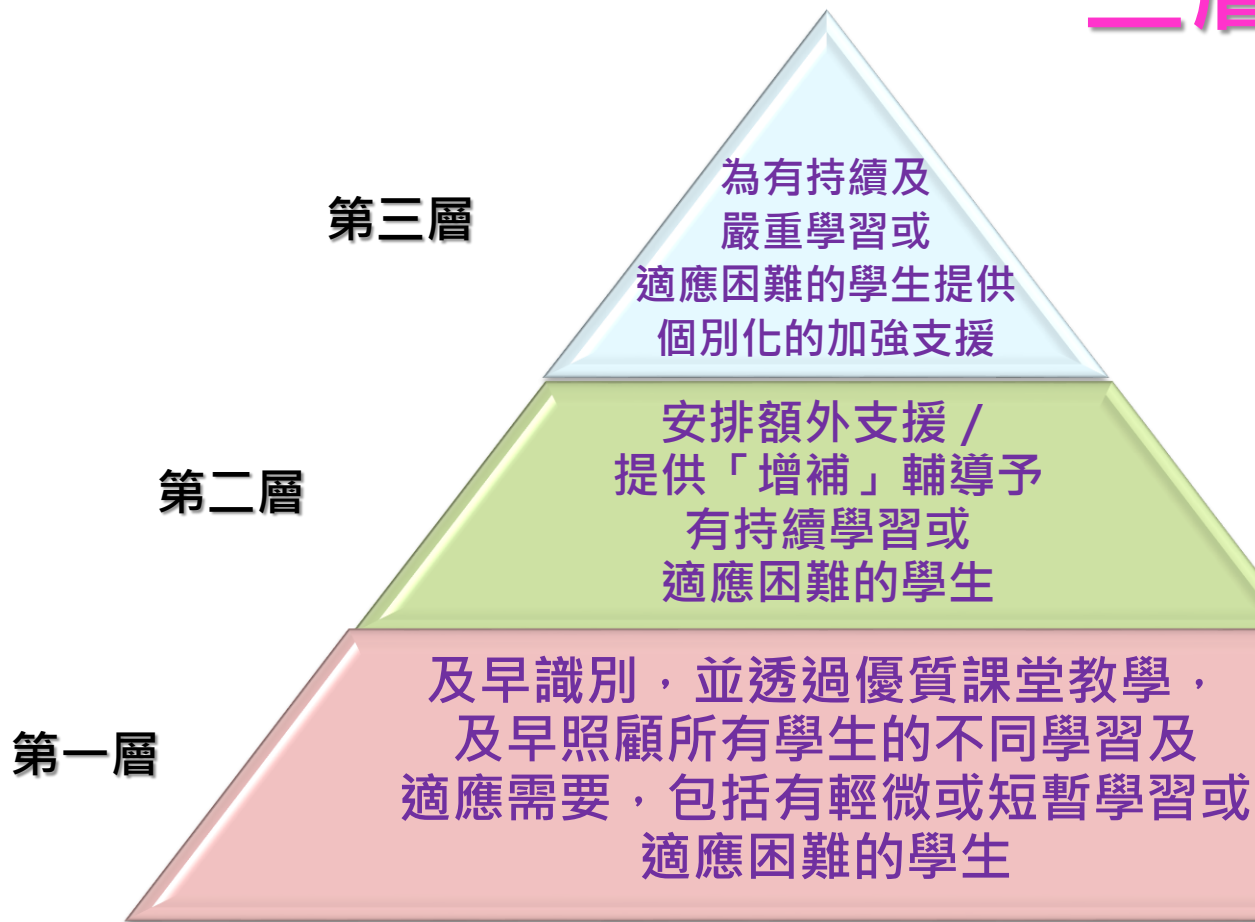 第三層
為有持續及
嚴重學習或
適應困難的學生提供
個別化的加強支援
第二層
安排額外支援 /
提供「增補」輔導予
有持續學習或
適應困難的學生
第一層
及早識別，並透過優質課堂教學，
及早照顧所有學生的不同學習及
適應需要，包括有輕微或短暫學習或
適應困難的學生